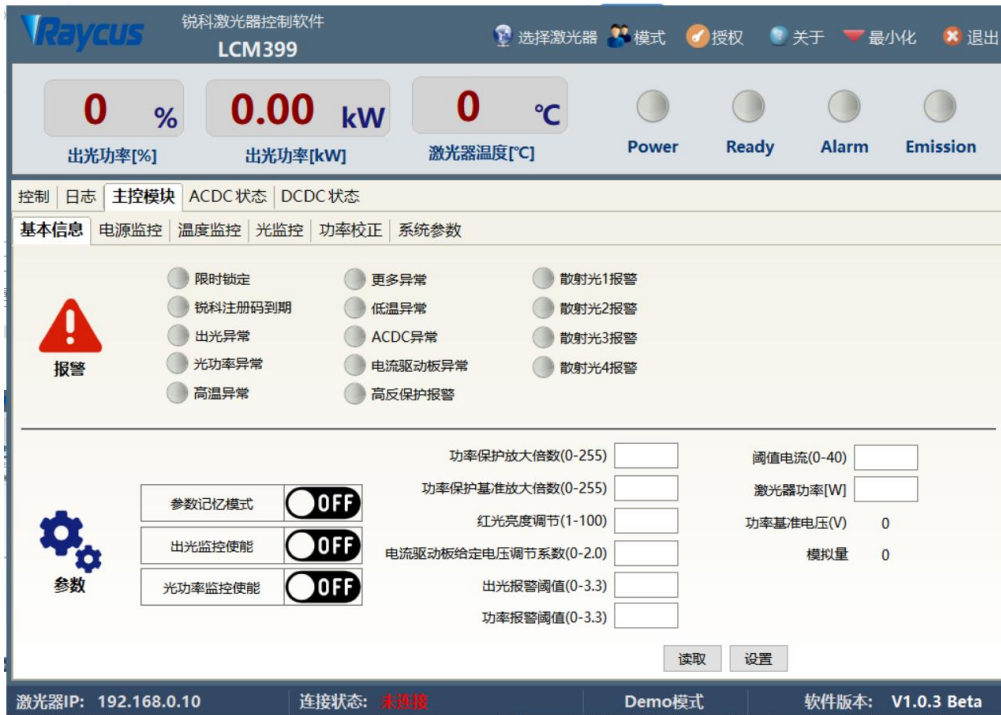 Raycus 锐科激光器控制软件
LCM399
选择激光器 模式 授权 关于 最小化 退出
0 % 0.00 kW 0 ℃
出光功率[%] 出光功率[kW] 激光器温度[℃] Power Ready Alarm Emission
控制 日志 主控模块 ACDC状态 DCDC状态
基本信息 电源监控 温度监控 光监控 功率校正 系统参数
限时锁定 更多异常 散射光1报警
锐科注册码到期 低温异常 散射光2报警
出光异常 ACDC异常 散射光3报警
光功率异常 电流驱动板异常 散射光4报警
高温异常 高反保护报警
报警
功率保护放大倍数(0-255) 阈值电流(0-40)
功率保护基准放大倍数(0-255) 激光器功率[W]
参数记忆模式 OFF
红光亮度调节(1-100) 功率基准电压(V) 0
出光监控使能 OFF
电流驱动板给定电压调节系数(0-2.0) 模拟量 0
光功率监控使能 OFF
出光报警阈值(0-3.3)
功率报警阈值(0-3.3)
参数
读取 设置
激光器IP: 192.168.0.10 连接状态: 未连接 Demo模式 软件版本: V1.0.3 Beta